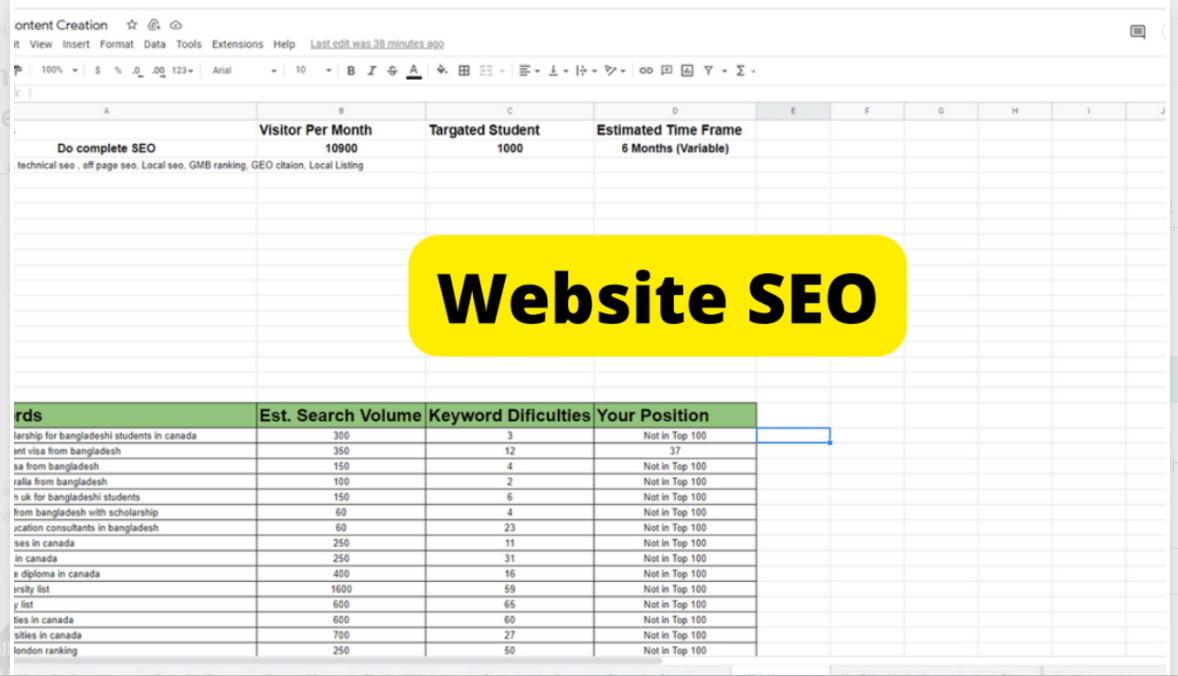 ontent Creation
it View Insert Format Data Tools Extensions Help Last edit was 38 minutes ago
100% $ % .0 .00 123 Arial 10 B I S A
A B C D E F G H I J
Visitor Per Month Targated Student Estimated Time Frame
Do complete SEO 10900 1000 6 Months (Variable)
technical seo , off page seo, Local seo, GMB ranking, GEO citaion, Local Listing
Website SEO
rds Est. Search Volume Keyword Dificulties Your Position
larship for bangladeshi students in canada 300 3 Not in Top 100
ent visa from bangladesh 350 12 37
sa from bangladesh 150 4 Not in Top 100
ralia from bangladesh 100 2 Not in Top 100
n uk for bangladeshi students 150 6 Not in Top 100
from bangladesh with scholarship 60 4 Not in Top 100
ucation consultants in bangladesh 60 23 Not in Top 100
rses in canada 250 11 Not in Top 100
in canada 250 31 Not in Top 100
e diploma in canada 400 16 Not in Top 100
ersity list 1600 59 Not in Top 100
y list 600 65 Not in Top 100
ties in canada 600 60 Not in Top 100
sities in canada 700 27 Not in Top 100
london ranking 250 50 Not in Top 100